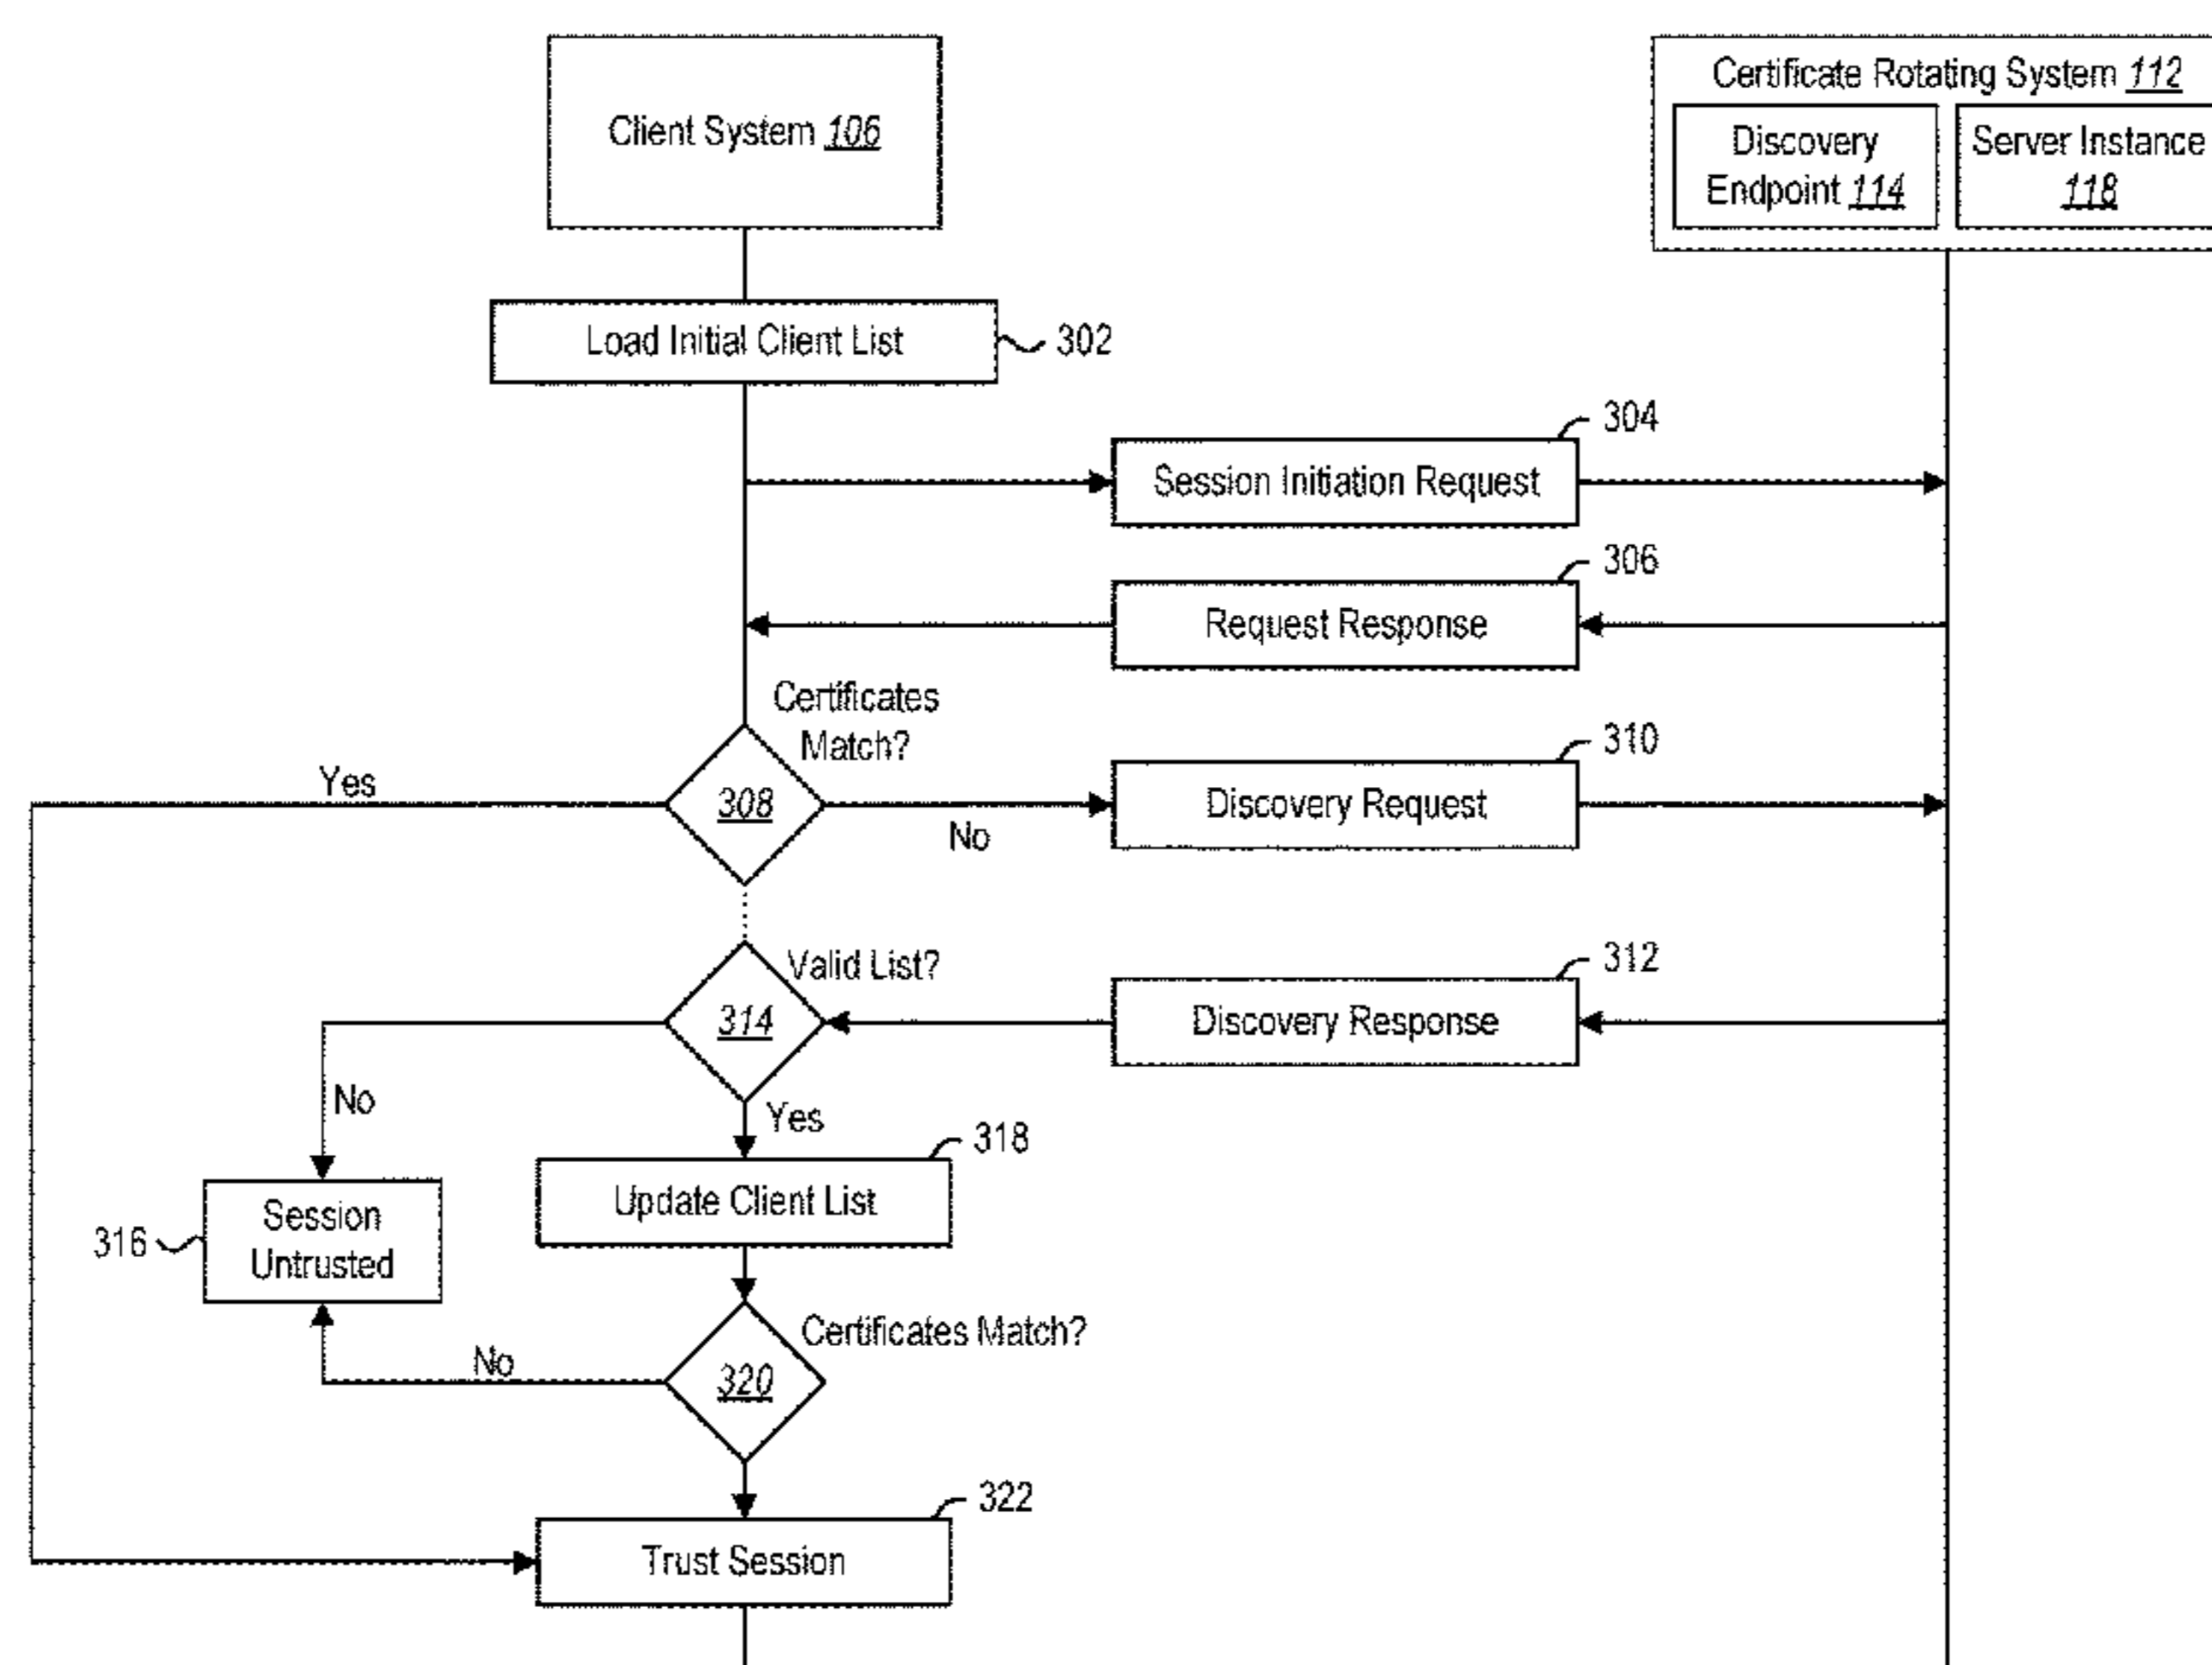 Client System 106
Certificate Rotating System 112
Discovery
Endpoint 114
Server Instance
118
Load Initial Client List
302
304
Session Initiation Request
306
Request Response
Certificates
Match?
308
Yes
No
310
Discovery Request
Valid List?
314
312
Discovery Response
No
Yes
318
Update Client List
316
Session
Untrusted
Certificates Match?
320
No
322
Trust Session